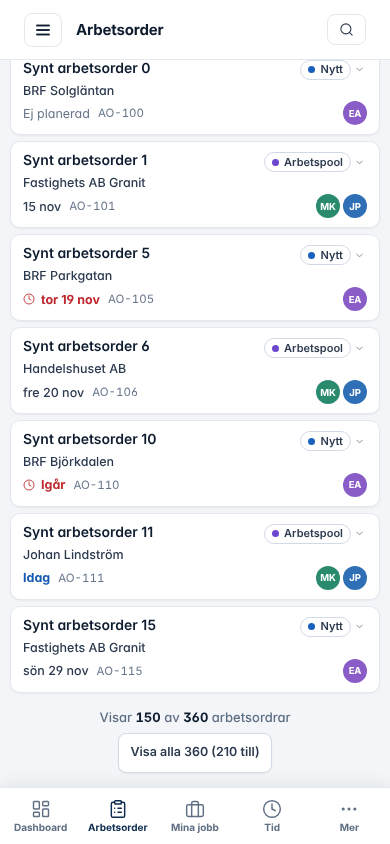 Arbetsorder
Synt arbetsorder 0
Nytt
BRF Solgläntan
Ej planerad AO-100
EA
Synt arbetsorder 1
Arbetspool
Fastighets AB Granit
15 nov AO-101
MK JP
Synt arbetsorder 5
Nytt
BRF Parkgatan
tor 19 nov AO-105
EA
Synt arbetsorder 6
Arbetspool
Handelshuset AB
fre 20 nov AO-106
MK JP
Synt arbetsorder 10
Nytt
BRF Björkdalen
Igår AO-110
EA
Synt arbetsorder 11
Arbetspool
Johan Lindström
Idag AO-111
MK JP
Synt arbetsorder 15
Nytt
Fastighets AB Granit
sön 29 nov AO-115
EA
Visar 150 av 360 arbetsordrar
Visa alla 360 (210 till)
Dashboard Arbetsorder Mina jobb Tid Mer